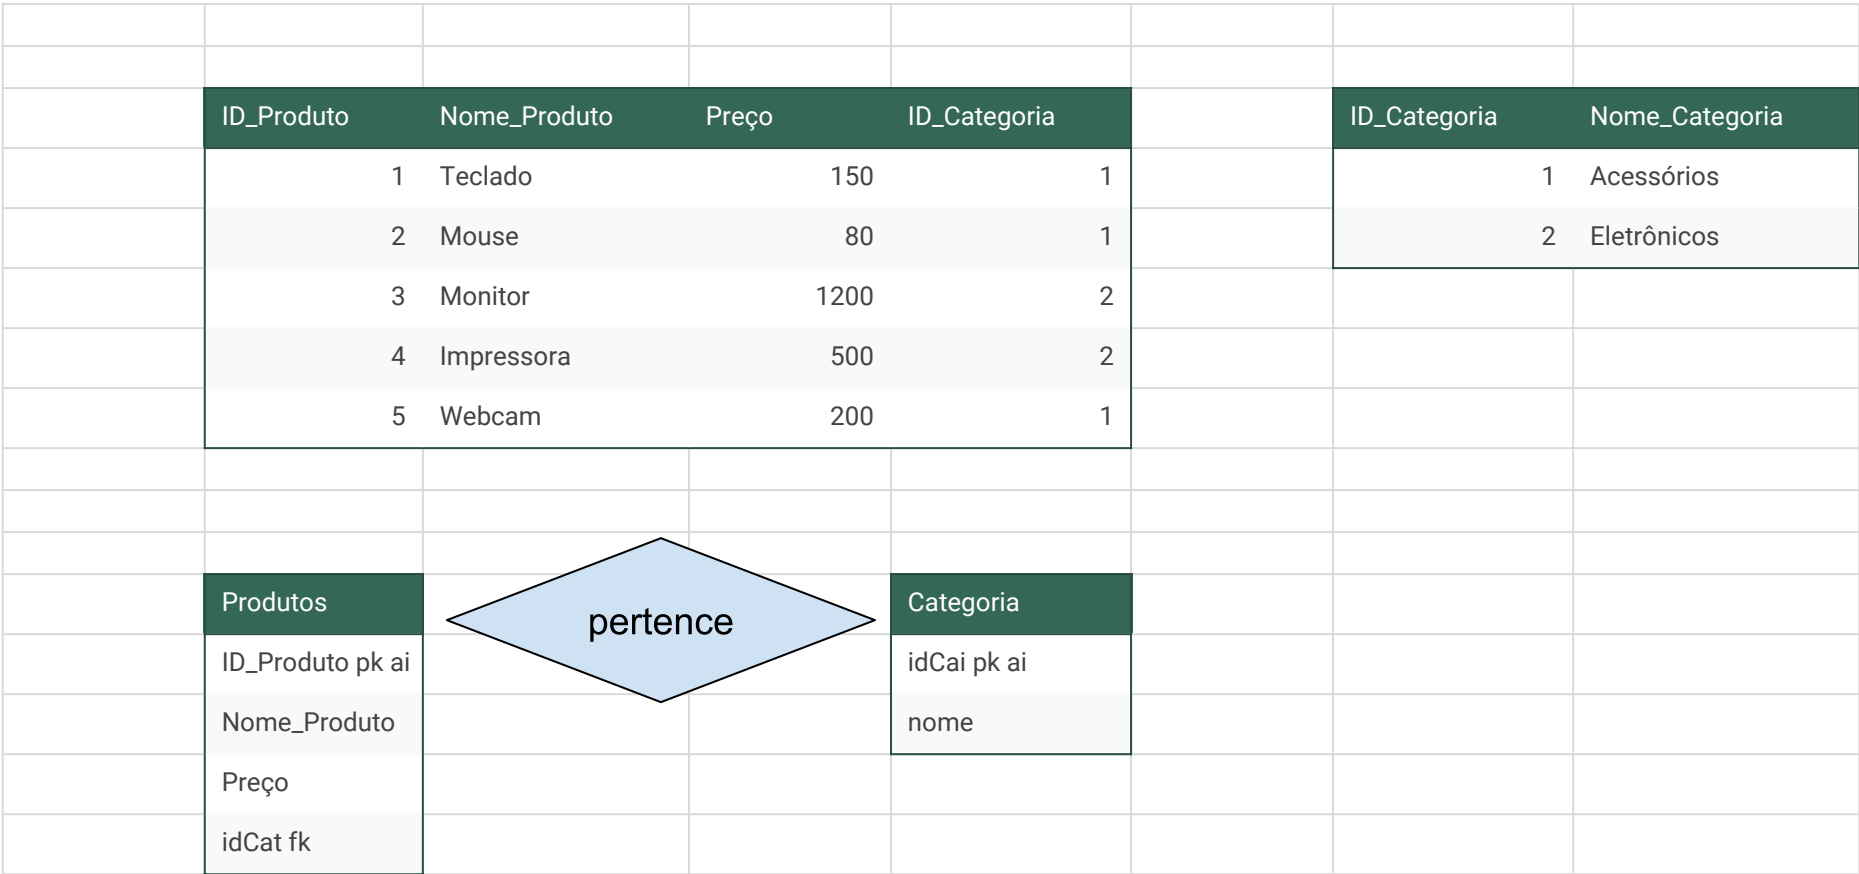 ID_Produto Nome_Produto Preço ID_Categoria ID_Categoria Nome_Categoria
1 Teclado 150 1 1 Acessórios
2 Mouse 80 1 2 Eletrônicos
3 Monitor 1200 2
4 Impressora 500 2
5 Webcam 200 1
Produtos pertence Categoria
ID_Produto pk ai idCai pk ai
Nome_Produto nome
Preço
idCat fk